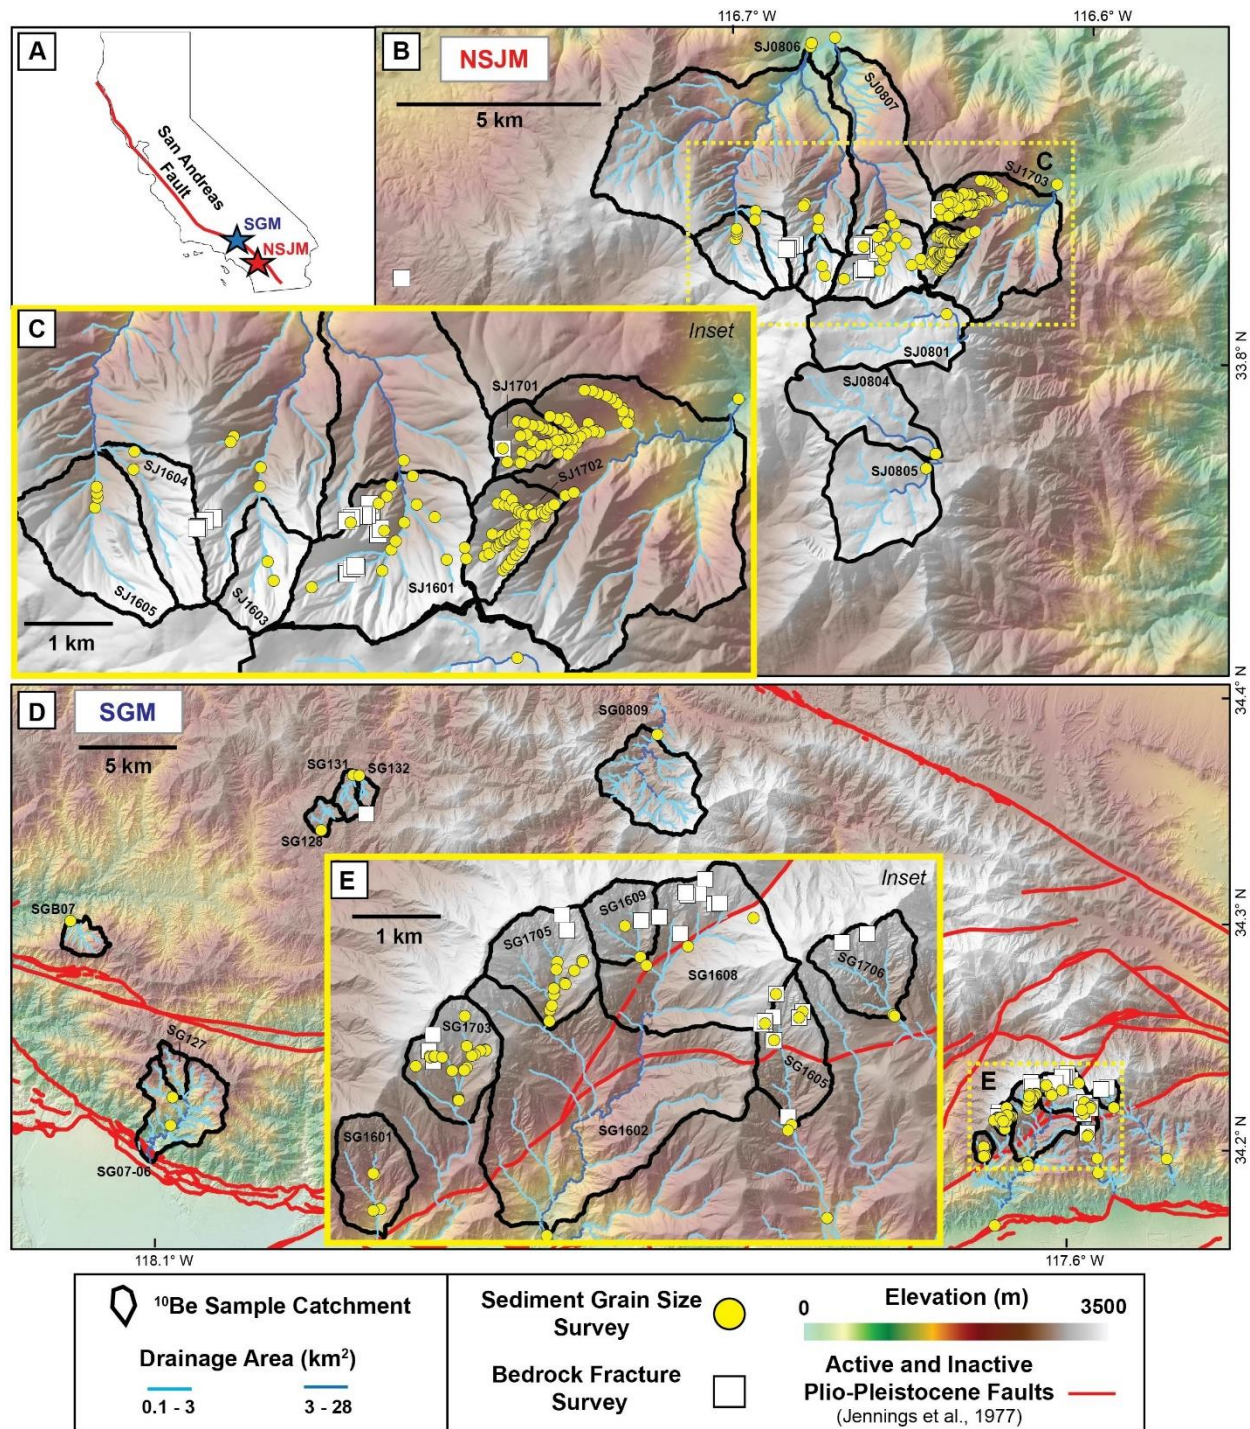 A
San Andreas
Fault
SGM
NSJM
116.7° W
116.6° W
B
NSJM
5 km
SJ0806
SJ0807
C
SJ1703
SJ0801
SJ0804
SJ0805
33.8° N
C
Inset
SJ1701
SJ1702
SJ1604
SJ1605
SJ1603
SJ1601
1 km
D
SGM
5 km
SG0809
SG131
SG132
SG128
SGB07
SG127
SG07-06
34.4° N
34.3° N
34.2° N
E
E
Inset
1 km
SG1609
SG1705
SG1608
SG1706
SG1703
SG1605
SG1601
SG1602
118.1° W
117.6° W
¹⁰Be Sample Catchment
Drainage Area (km²)
0.1 - 3
3 - 28
Sediment Grain Size
Survey
Bedrock Fracture
Survey
Elevation (m)
0
3500
Active and Inactive
Plio-Pleistocene Faults
(Jennings et al., 1977)